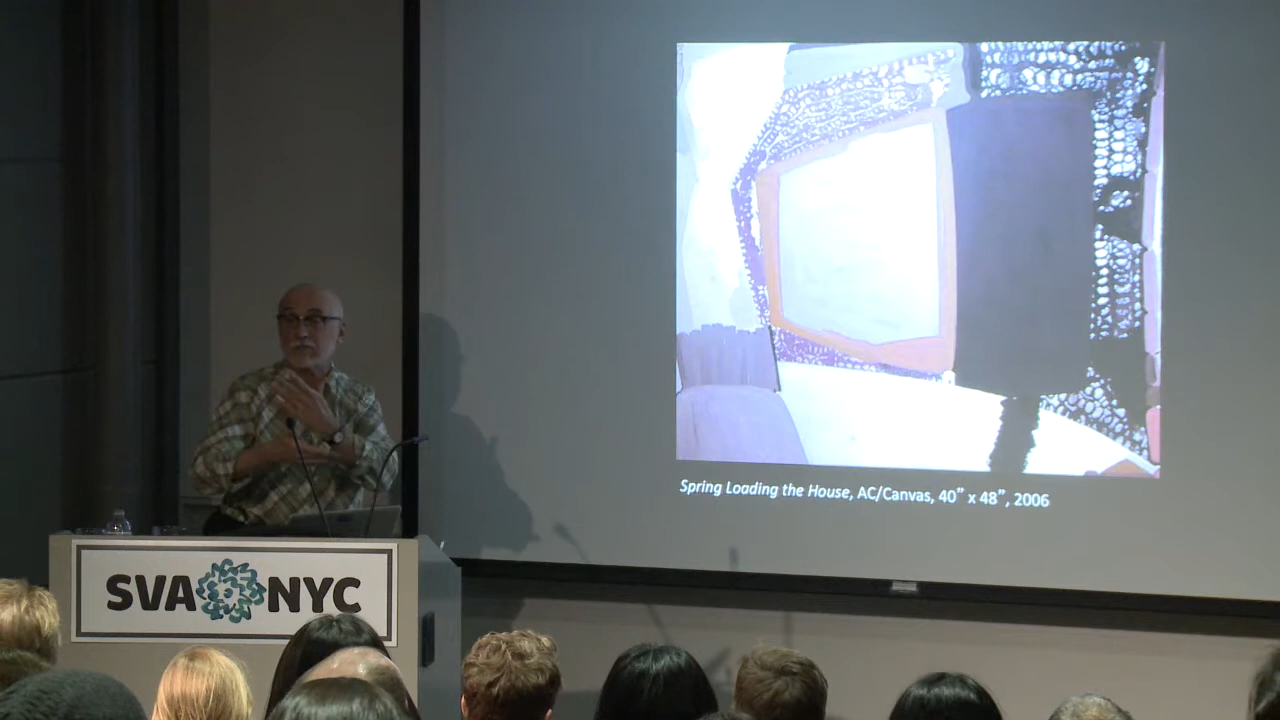 Spring Loading the House, AC/Canvas, 40” x 48”, 2006
SVA NYC